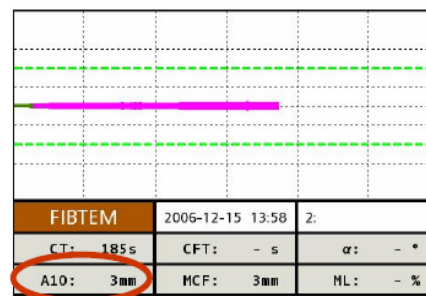 FIBTEM 2006-12-15 13:58 2:
CT: 185s CFT: - s α: - °
A10: 3mm MCF: 3mm ML: - %